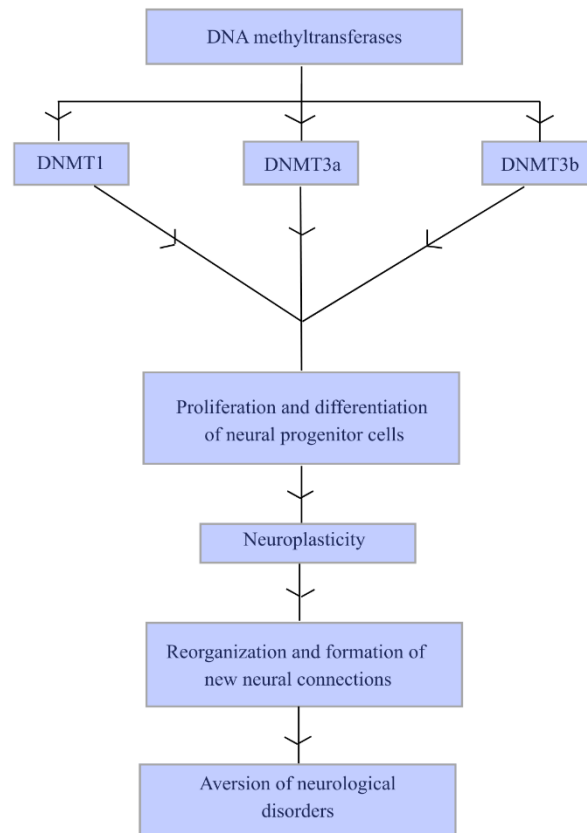 DNA methyltransferases
DNMT1
DNMT3a
DNMT3b
Proliferation and differentiation
of neural progenitor cells
Neuroplasticity
Reorganization and formation of
new neural connections
Aversion of neurological
disorders